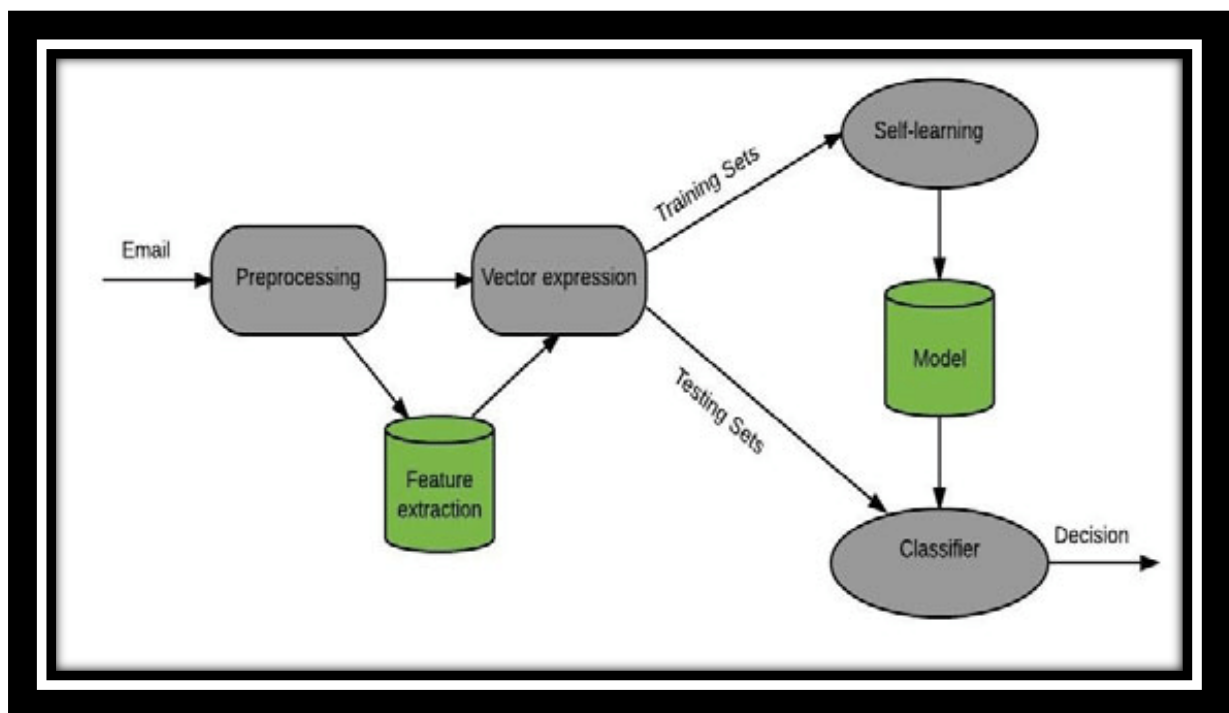 Email
Preprocessing
Vector expression
Training Sets
Self-learning
Model
Testing Sets
Feature
extraction
Classifier
Decision